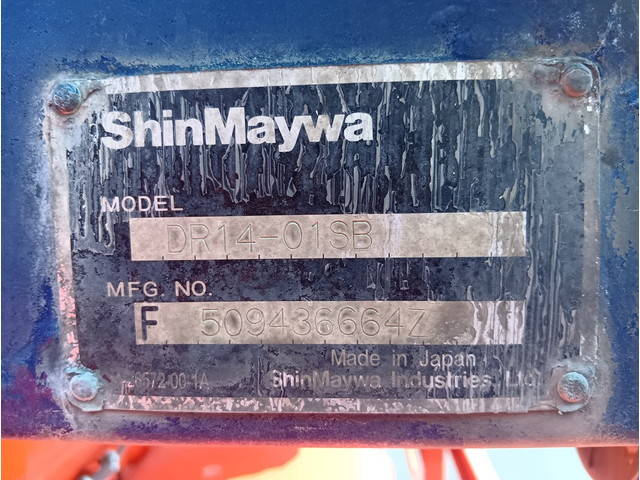 ShinMaywa
MODEL
DR14-01SB
MFG. NO.
F 509436664Z
Made in Japan
ShinMaywa Industries, Ltd.